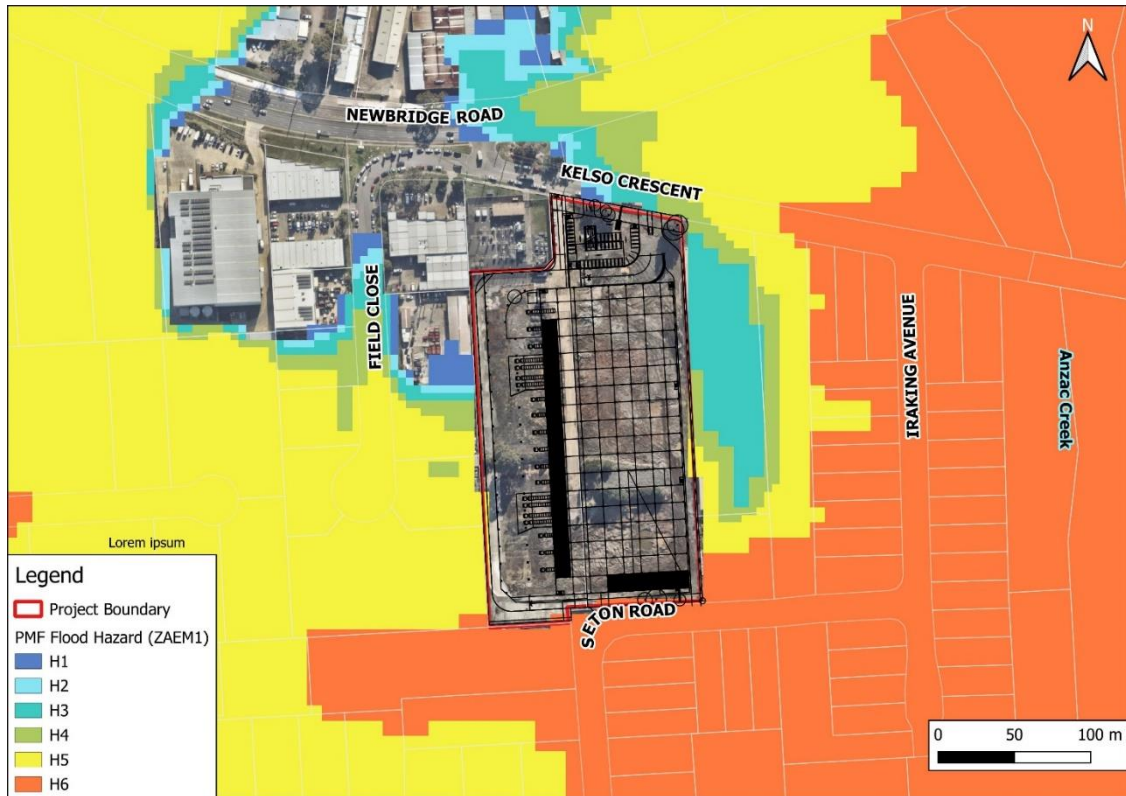 N
NEWBRIDGE ROAD
KELSO CRESCENT
FIELD CLOSE
IRAKING AVENUE
Anzac Creek
SETON ROAD
Lorem ipsum
Legend
Project Boundary
PMF Flood Hazard (ZAEM1)
H1
H2
H3
H4
H5
H6
0 50 100 m